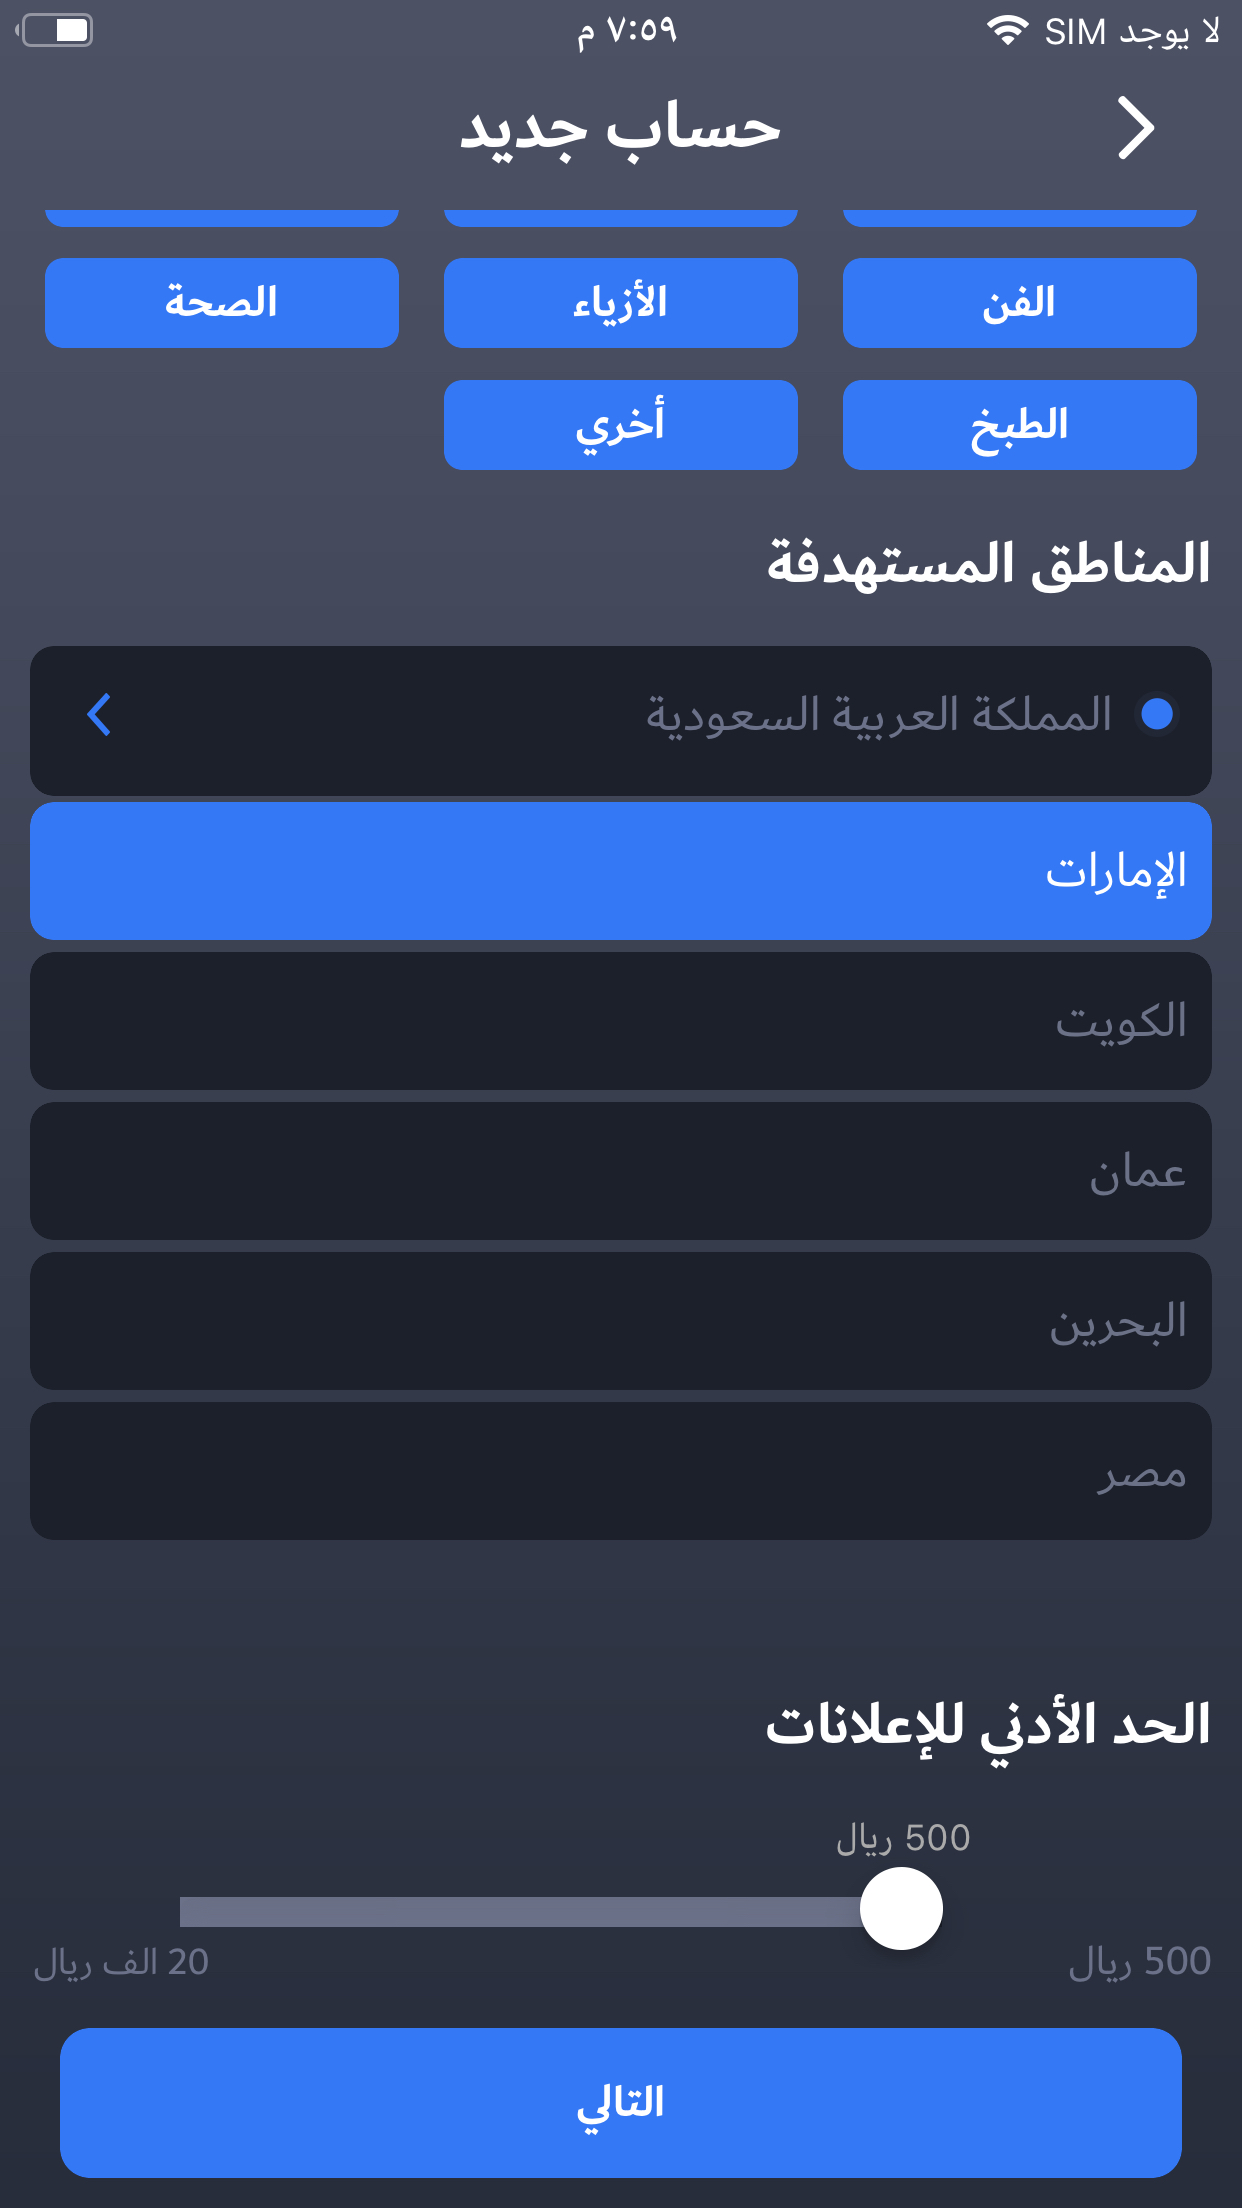 لا يوجد SIM
٧:٥٩ م
حساب جديد
الفن
الأزياء
الصحة
الطبخ
أخري
المناطق المستهدفة
المملكة العربية السعودية
الإمارات
الكويت
عمان
البحرين
مصر
الحد الأدني للإعلانات
500 ريال
500 ريال
20 الف ريال
التالي